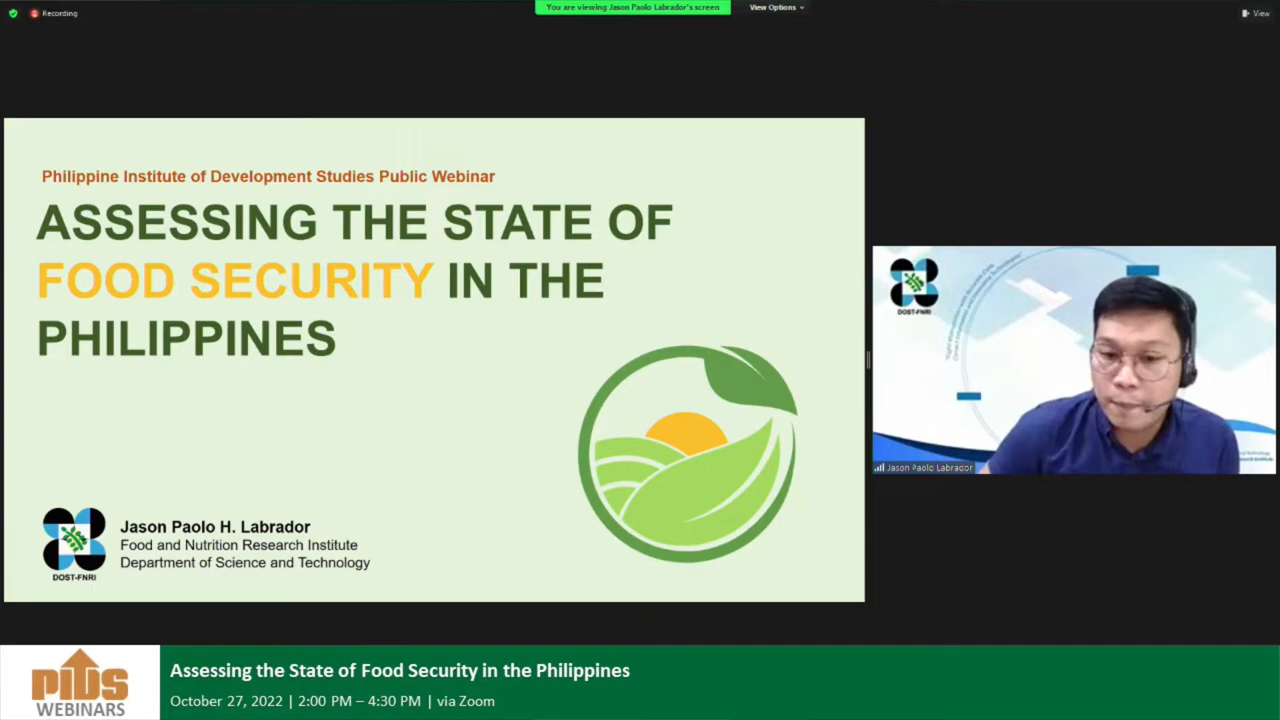 Recording
You are viewing Jason Paolo Labrador's screen
View Options
View
Philippine Institute of Development Studies Public Webinar
ASSESSING THE STATE OF
FOOD SECURITY IN THE
PHILIPPINES
DOST-FNRI
Jason Paolo H. Labrador
Food and Nutrition Research Institute
Department of Science and Technology
DOST-FNRI
Jason Paolo Labrador
PIDS
WEBINARS
Assessing the State of Food Security in the Philippines
October 27, 2022 | 2:00 PM – 4:30 PM | via Zoom